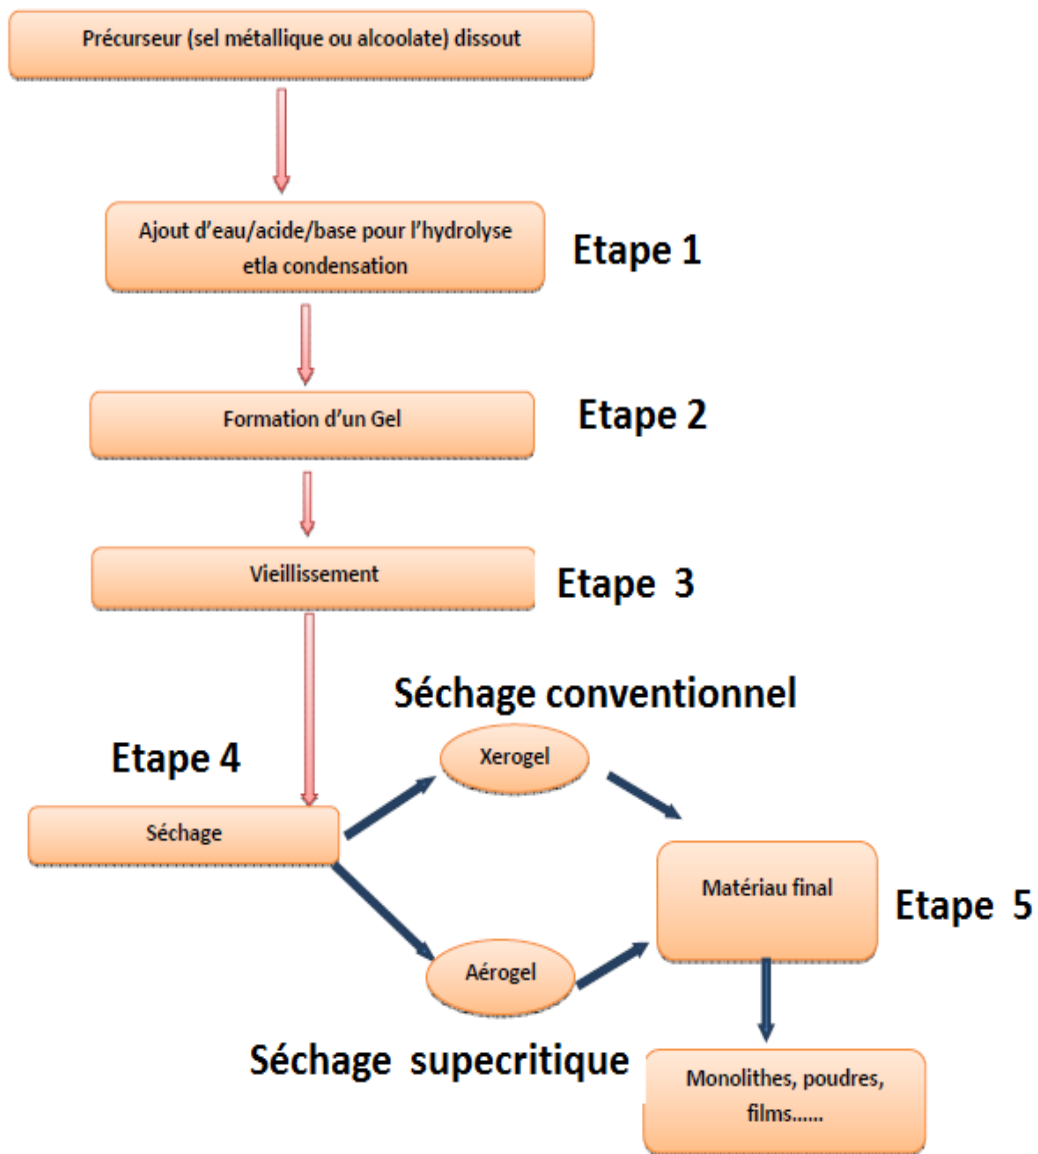 Précurseur (sel métallique ou alcoolate) dissout
Ajout d'eau/acide/base pour l'hydrolyse
etla condensation
Etape 1
Formation d'un Gel
Etape 2
Vieillissement
Etape 3
Séchage conventionnel
Xerogel
Etape 4
Séchage
Matériau final
Etape 5
Aérogel
Séchage supecritique
Monolithes, poudres,
films......